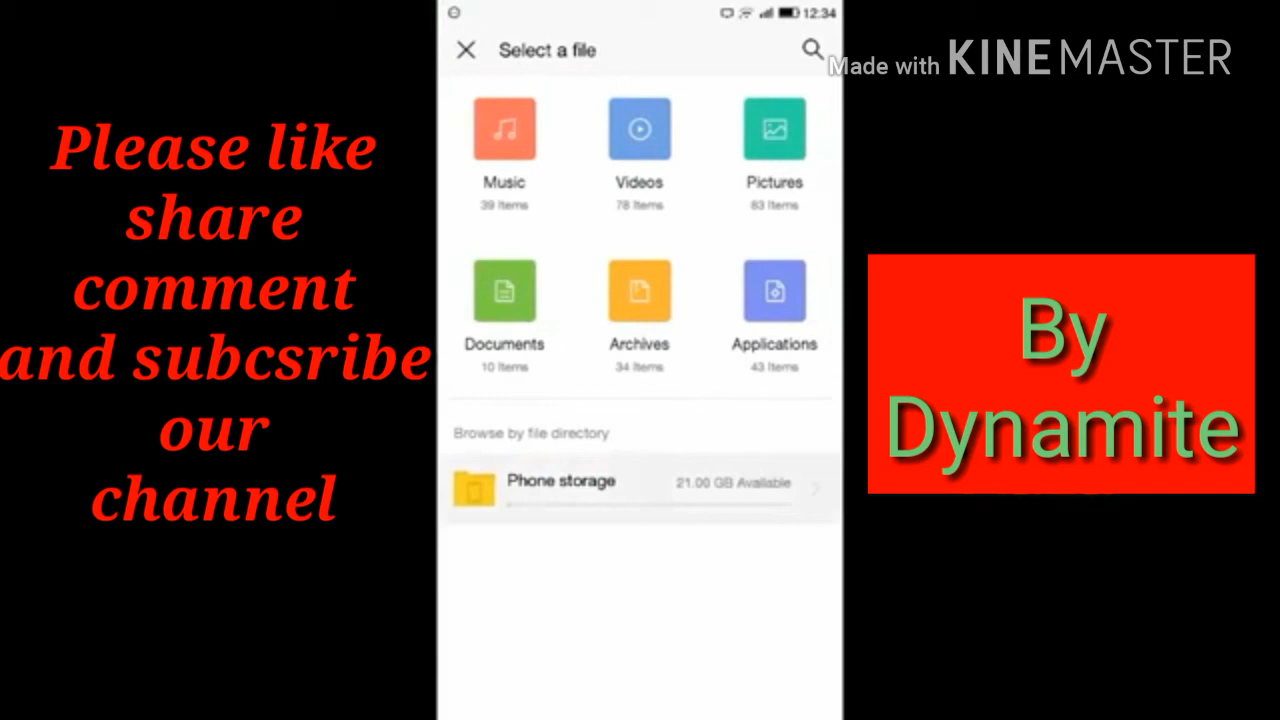 Please like
share
comment
and subcsribe
our
channel
12:34
Select a file
Music
39 Items
Videos
78 Items
Pictures
83 Items
Documents
10 Items
Archives
34 Items
Applications
43 Items
Browse by file directory
Phone storage
21.00 GB Available
Made with KINEMASTER
By
Dynamite